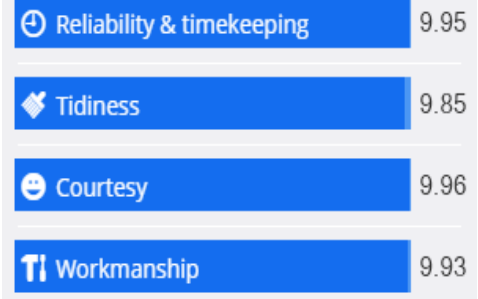 Reliability & timekeeping 9.95
Tidiness 9.85
Courtesy 9.96
Workmanship 9.93